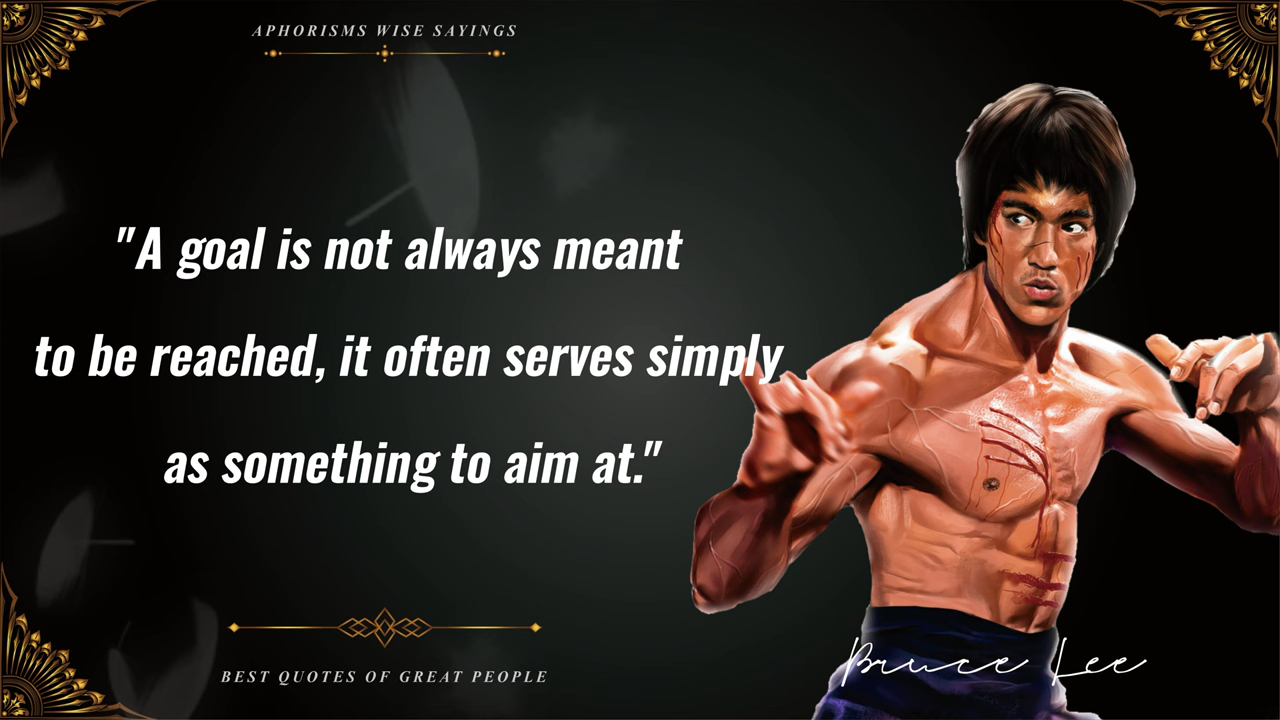 APHORISMS WISE SAYINGS
"A goal is not always meant
to be reached, it often serves simply
as something to aim at."
Bruce Lee
BEST QUOTES OF GREAT PEOPLE